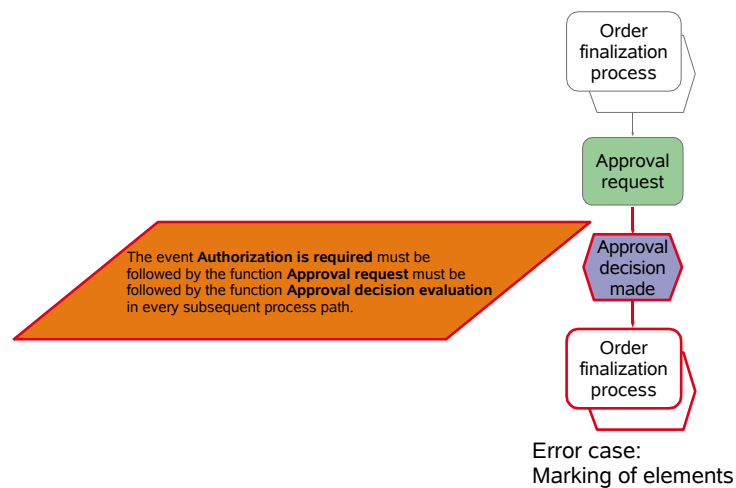 Order
finalization
process
Approval
request
The event Authorization is required must be
followed by the function Approval request must be
followed by the function Approval decision evaluation
in every subsequent process path.
Approval
decision
made
Order
finalization
process
Error case:
Marking of elements